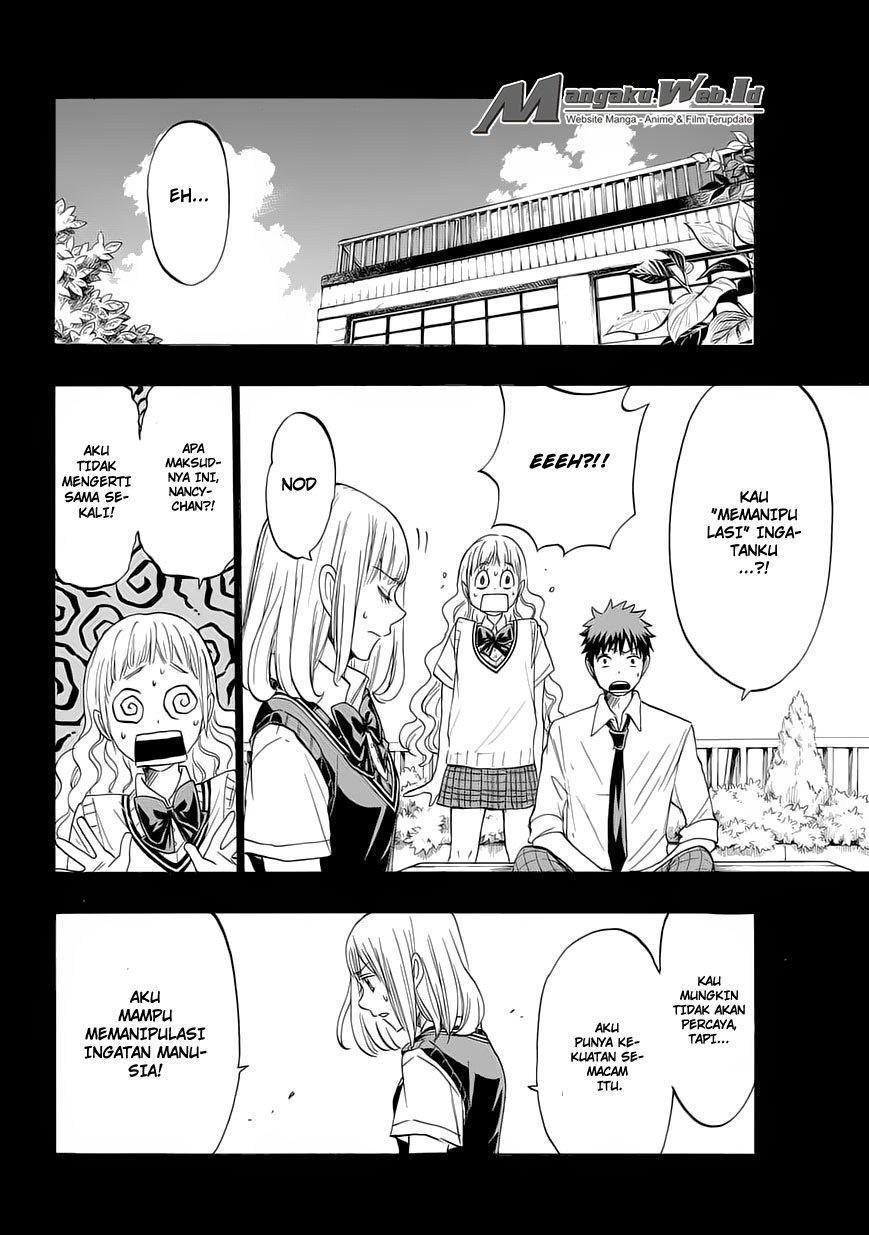 Mangaku.Web.Id
Website Manga - Anime & Film Terupdate
EH...
KAU
"MEMANIPU
LASI" INGA-
TANKU
...?!
EEEH?!!
NOD
APA
MAKSUD-
NYA INI,
NANCY-
CHAN?!
AKU
TIDAK
MENGERTI
SAMA SE-
KALI!
KAU
MUNGKIN
TIDAK AKAN
PERCAYA,
TAPI...
AKU
PUNYA KE-
KUATAN SE-
MACAM
ITU.
AKU
MAMPU
MEMANIPULASI
INGATAN MANU-
SIA!